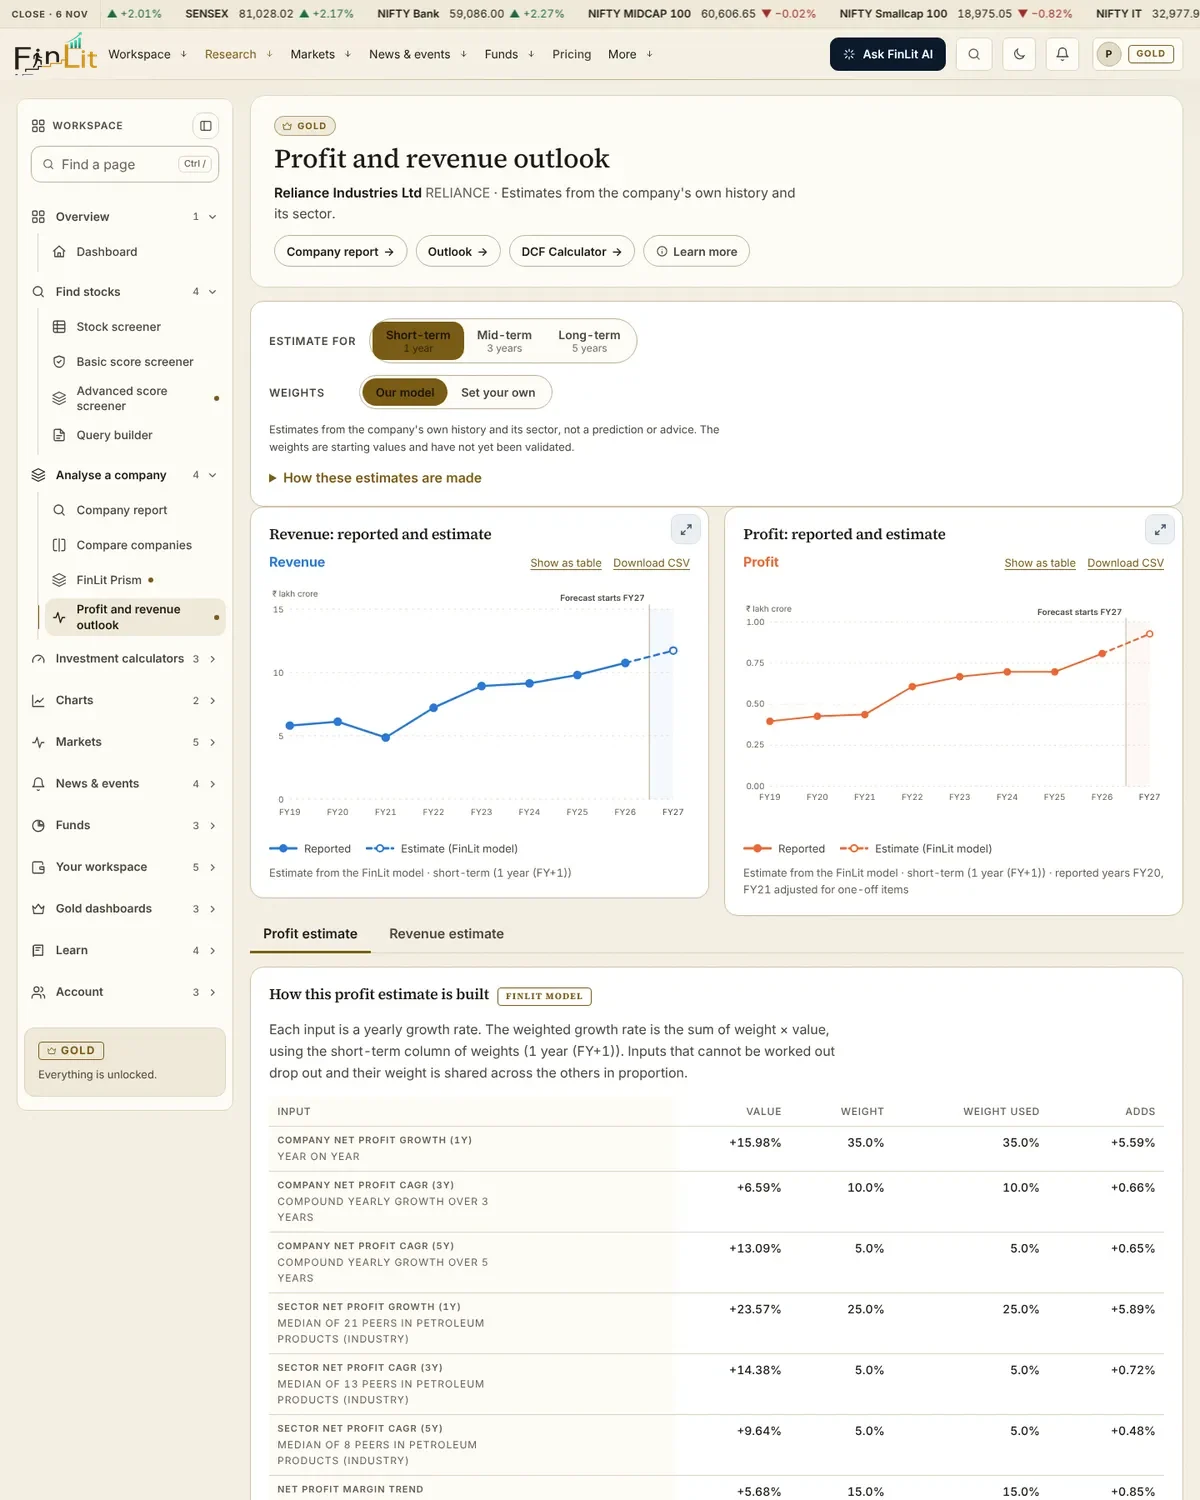 CLOSE · 6 NOV ▲ +2.01% SENSEX 81,028.02 ▲ +2.17% NIFTY Bank 59,086.00 ▲ +2.27% NIFTY MIDCAP 100 60,606.65 ▼ −0.02% NIFTY Smallcap 100 18,975.05 ▼ −0.82% NIFTY IT 32,977.9
FinLit Workspace Research Markets News & events Funds Pricing More Ask FinLit AI P GOLD
WORKSPACE
Find a page Ctrl /
Overview 1
Dashboard
Find stocks 4
Stock screener
Basic score screener
Advanced score
screener
Query builder
Analyse a company 4
Company report
Compare companies
FinLit Prism
Profit and revenue
outlook
Investment calculators 3
Charts 2
Markets 5
News & events 4
Funds 3
Your workspace 5
Gold dashboards 3
Learn 4
Account 3
GOLD
Everything is unlocked.
GOLD
Profit and revenue outlook
Reliance Industries Ltd RELIANCE · Estimates from the company's own history and
its sector.
Company report → Outlook → DCF Calculator → Learn more
ESTIMATE FOR Short-term Mid-term Long-term
1 year 3 years 5 years
WEIGHTS Our model Set your own
Estimates from the company's own history and its sector, not a prediction or advice. The
weights are starting values and have not yet been validated.
▶ How these estimates are made
Revenue: reported and estimate
Revenue Show as table Download CSV
₹ lakh crore
Forecast starts FY27
15
10
5
0
FY19 FY20 FY21 FY22 FY23 FY24 FY25 FY26 FY27
Reported Estimate (FinLit model)
Estimate from the FinLit model · short-term (1 year (FY+1))
Profit: reported and estimate
Profit Show as table Download CSV
₹ lakh crore
Forecast starts FY27
1.00
0.75
0.50
0.25
0.00
FY19 FY20 FY21 FY22 FY23 FY24 FY25 FY26 FY27
Reported Estimate (FinLit model)
Estimate from the FinLit model · short-term (1 year (FY+1)) · reported years FY20,
FY21 adjusted for one-off items
Profit estimate Revenue estimate
How this profit estimate is built FINLIT MODEL
Each input is a yearly growth rate. The weighted growth rate is the sum of weight × value,
using the short-term column of weights (1 year (FY+1)). Inputs that cannot be worked out
drop out and their weight is shared across the others in proportion.
INPUT VALUE WEIGHT WEIGHT USED ADDS
COMPANY NET PROFIT GROWTH (1Y) +15.98% 35.0% 35.0% +5.59%
YEAR ON YEAR
COMPANY NET PROFIT CAGR (3Y) +6.59% 10.0% 10.0% +0.66%
COMPOUND YEARLY GROWTH OVER 3
YEARS
COMPANY NET PROFIT CAGR (5Y) +13.09% 5.0% 5.0% +0.65%
COMPOUND YEARLY GROWTH OVER 5
YEARS
SECTOR NET PROFIT GROWTH (1Y) +23.57% 25.0% 25.0% +5.89%
MEDIAN OF 21 PEERS IN PETROLEUM
PRODUCTS (INDUSTRY)
SECTOR NET PROFIT CAGR (3Y) +14.38% 5.0% 5.0% +0.72%
MEDIAN OF 13 PEERS IN PETROLEUM
PRODUCTS (INDUSTRY)
SECTOR NET PROFIT CAGR (5Y) +9.64% 5.0% 5.0% +0.48%
MEDIAN OF 8 PEERS IN PETROLEUM
PRODUCTS (INDUSTRY)
NET PROFIT MARGIN TREND +5.68% 15.0% 15.0% +0.85%